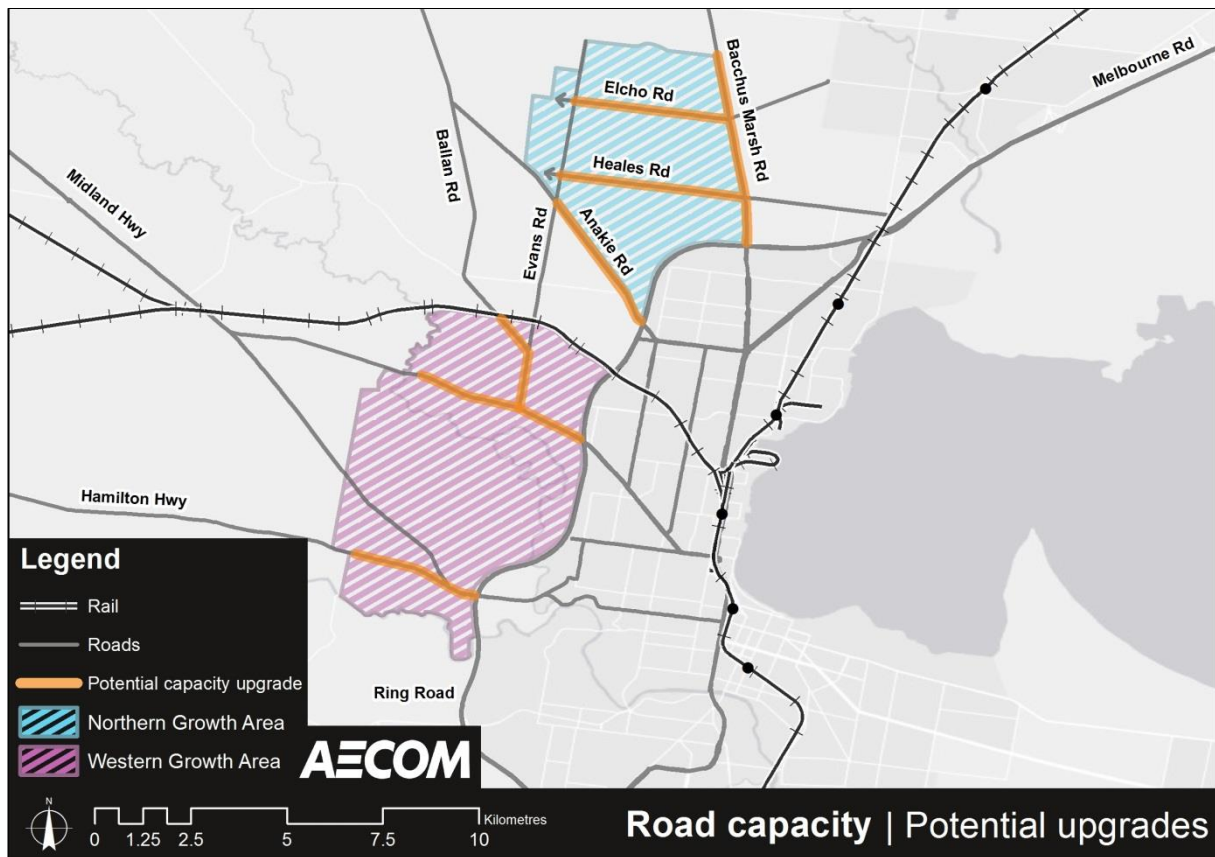 Bacchus Marsh Rd
Melbourne Rd
Elcho Rd
Ballan Rd
Heales Rd
Midland Hwy
Evans Rd
Anakie Rd
Hamilton Hwy
Legend
Rail
Roads
Potential capacity upgrade
Northern Growth Area
Western Growth Area
Ring Road
AECOM
N
0 1.25 2.5 5 7.5 10
Kilometres
Road capacity | Potential upgrades